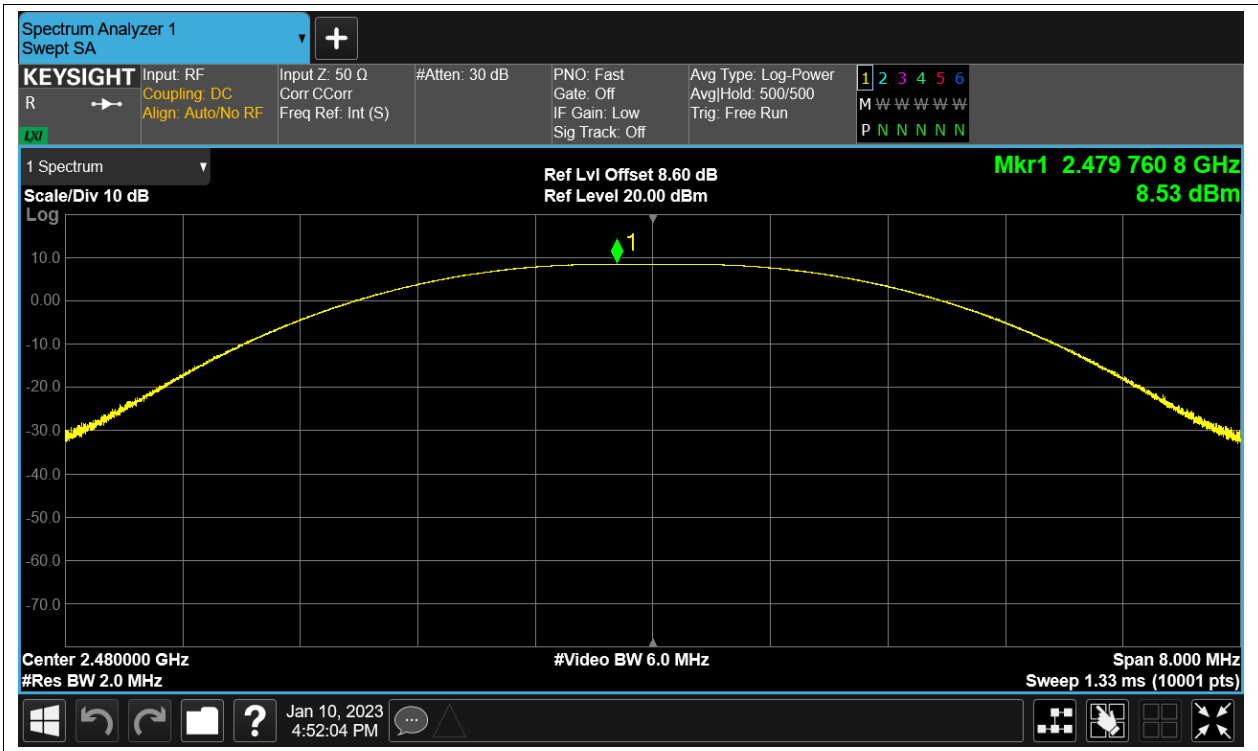 Spectrum Analyzer 1
Swept SA
KEYSIGHT
R
LXI
Input: RF
Coupling: DC
Align: Auto/No RF
Input Z: 50 Ω
Corr CCorr
Freq Ref: Int (S)
#Atten: 30 dB
PNO: Fast
Gate: Off
IF Gain: Low
Sig Track: Off
Avg Type: Log-Power
Avg|Hold: 500/500
Trig: Free Run
1 2 3 4 5 6
M W W W W W
P N N N N N
1 Spectrum
Scale/Div 10 dB
Log
Ref Lvl Offset 8.60 dB
Ref Level 20.00 dBm
Mkr1 2.479 760 8 GHz
8.53 dBm
1
10.0
0.00
-10.0
-20.0
-30.0
-40.0
-50.0
-60.0
-70.0
Center 2.480000 GHz
#Res BW 2.0 MHz
#Video BW 6.0 MHz
Span 8.000 MHz
Sweep 1.33 ms (10001 pts)
?
Jan 10, 2023
4:52:04 PM